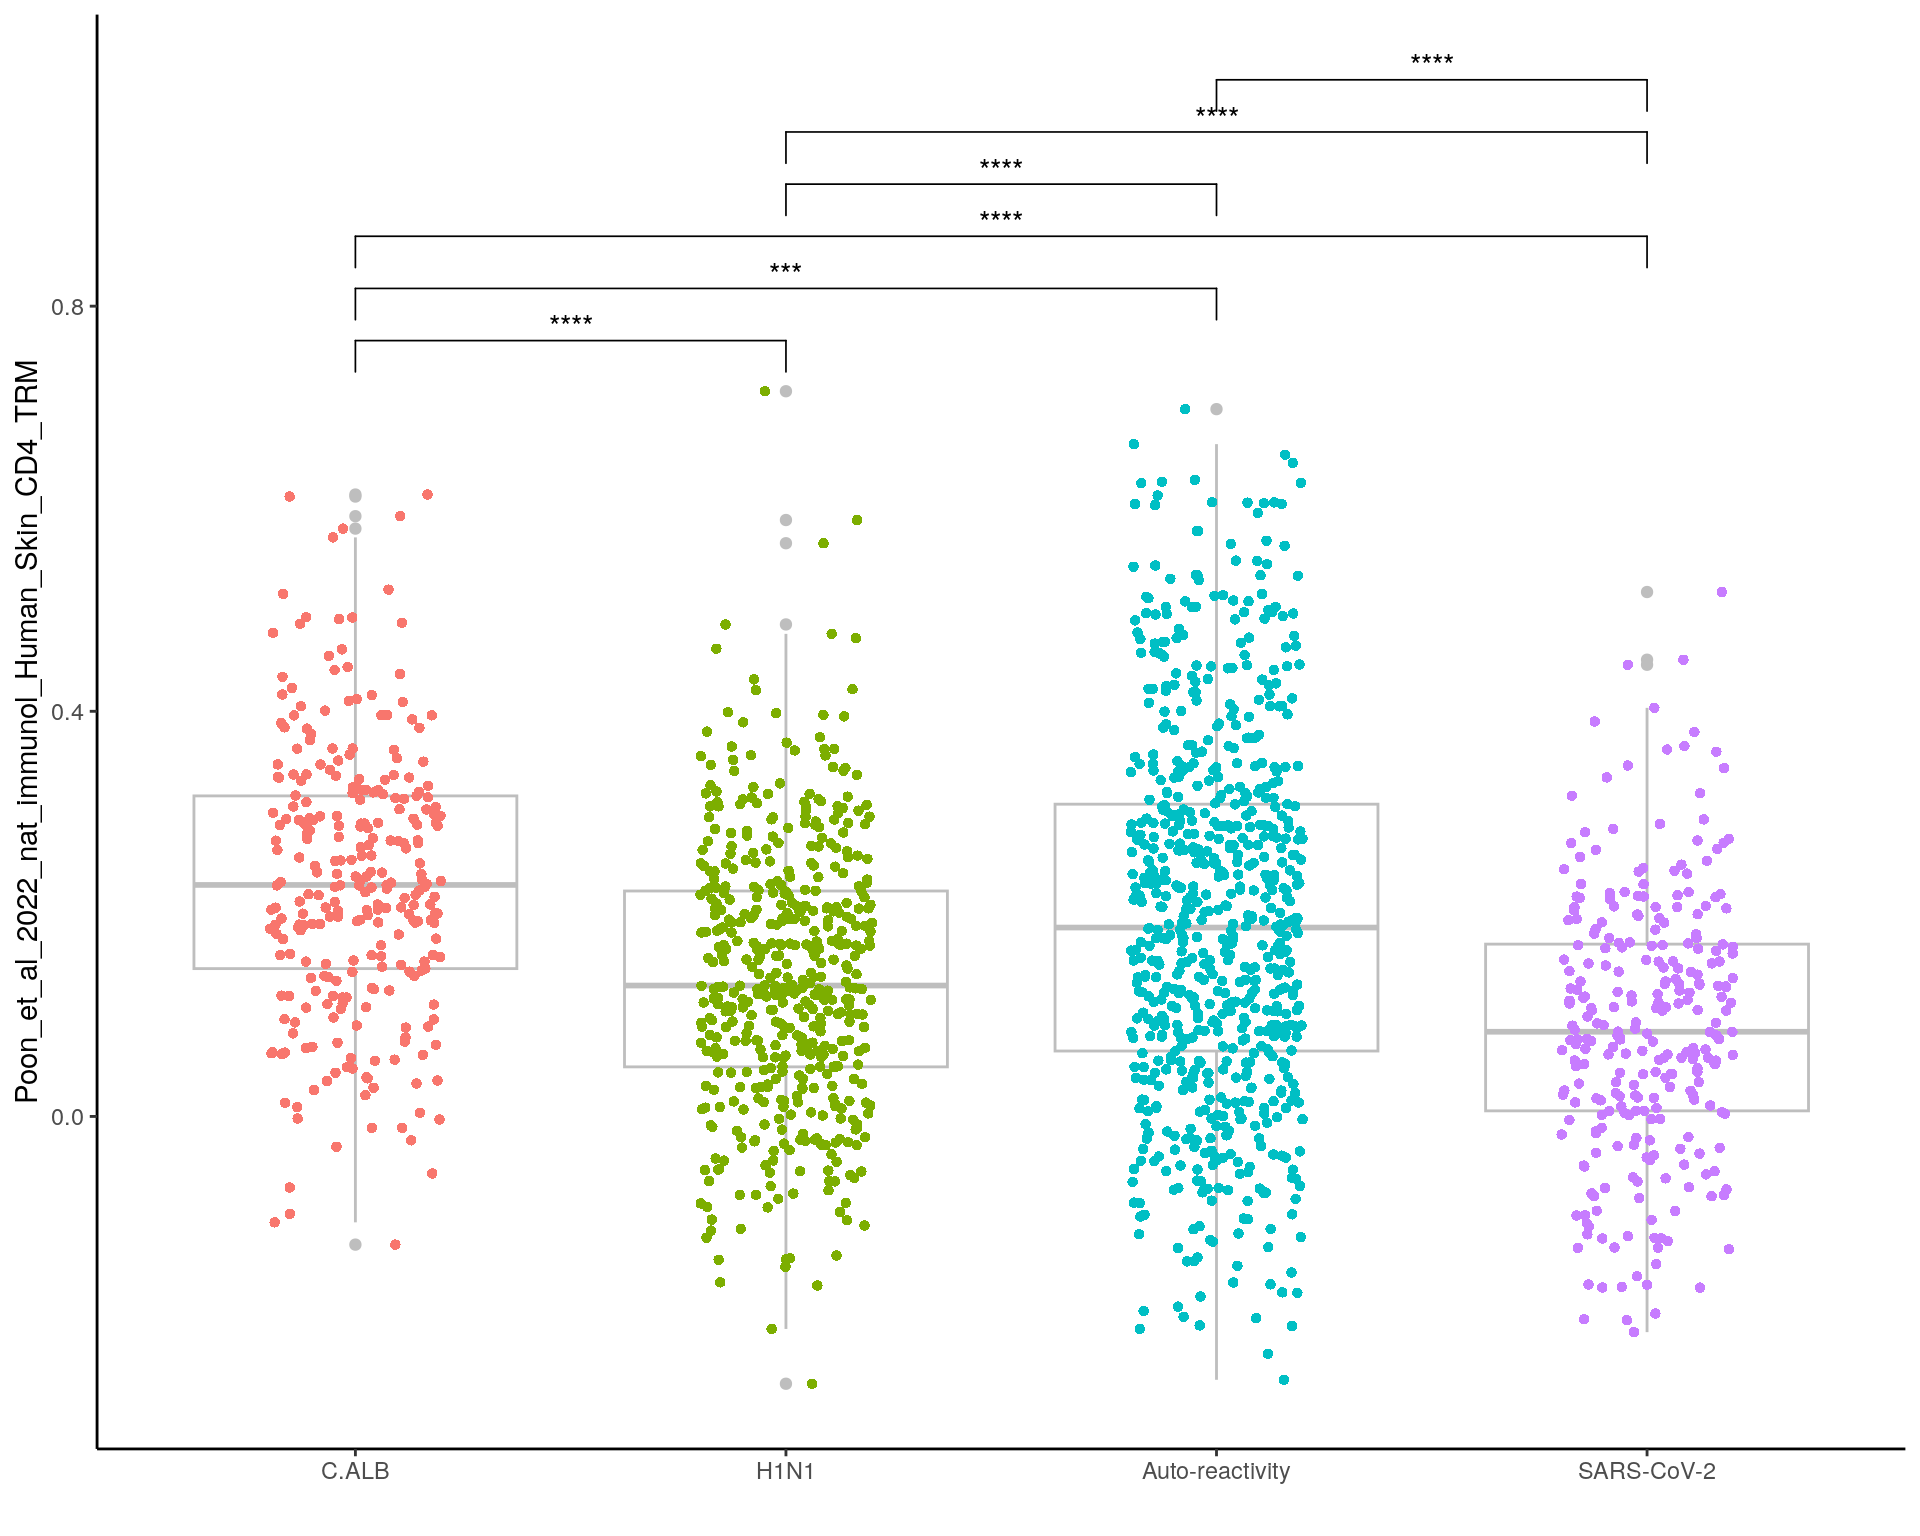 Poon_et_al_2022_nat_immunol_Human_Skin_CD4_TRM
****
****
****
****
***
****
0.8
0.4
0.0
C.ALB
H1N1
Auto-reactivity
SARS-CoV-2